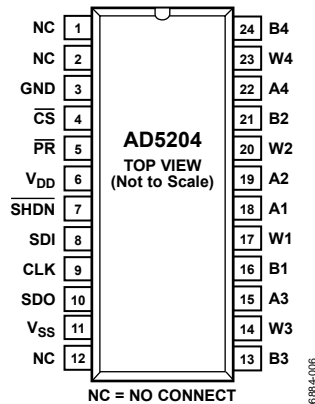 NC 1
NC 2
GND 3
CS 4
PR 5
VDD 6
SHDN 7
SDI 8
CLK 9
SDO 10
VSS 11
NC 12
AD5204
TOP VIEW
(Not to Scale)
24 B4
23 W4
22 A4
21 B2
20 W2
19 A2
18 A1
17 W1
16 B1
15 A3
14 W3
13 B3
NC = NO CONNECT